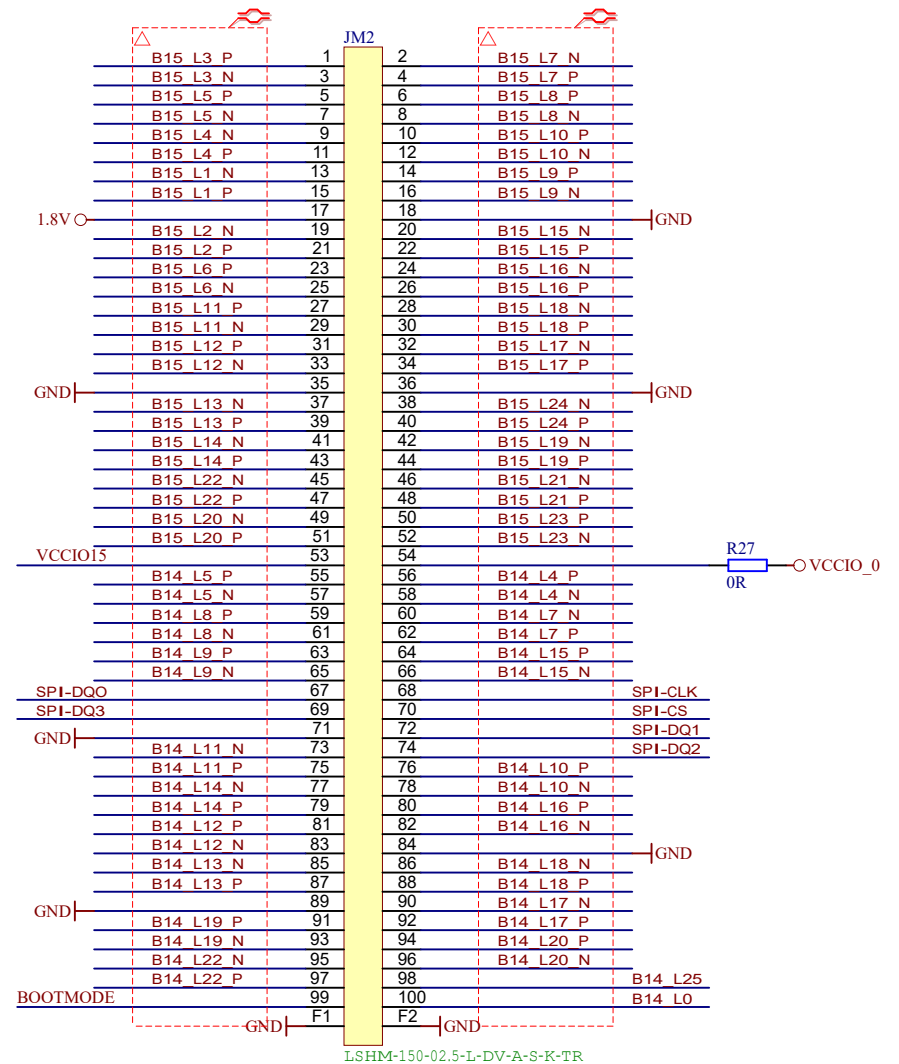 JM2
B15_L3_P 1 2 B15_L7_N
B15_L3_N 3 4 B15_L7_P
B15_L5_P 5 6 B15_L8_P
B15_L5_N 7 8 B15_L8_N
B15_L4_N 9 10 B15_L10_P
B15_L4_P 11 12 B15_L10_N
B15_L1_N 13 14 B15_L9_P
B15_L1_P 15 16 B15_L9_N
1.8V 17 18 GND
B15_L2_N 19 20 B15_L15_N
B15_L2_P 21 22 B15_L15_P
B15_L6_P 23 24 B15_L16_N
B15_L6_N 25 26 B15_L16_P
B15_L11_P 27 28 B15_L18_N
B15_L11_N 29 30 B15_L18_P
B15_L12_P 31 32 B15_L17_N
B15_L12_N 33 34 B15_L17_P
GND 35 36 GND
B15_L13_N 37 38 B15_L24_N
B15_L13_P 39 40 B15_L24_P
B15_L14_N 41 42 B15_L19_N
B15_L14_P 43 44 B15_L19_P
B15_L22_N 45 46 B15_L21_N
B15_L22_P 47 48 B15_L21_P
B15_L20_N 49 50 B15_L23_P
B15_L20_P 51 52 B15_L23_N
VCCIO15 53 54 R27 0R VCCIO_0
B14_L5_P 55 56 B14_L4_P
B14_L5_N 57 58 B14_L4_N
B14_L8_P 59 60 B14_L7_N
B14_L8_N 61 62 B14_L7_P
B14_L9_P 63 64 B14_L15_P
B14_L9_N 65 66 B14_L15_N
SPI-DQ0 67 68 SPI-CLK
SPI-DQ3 69 70 SPI-CS
GND 71 72 SPI-DQ1
B14_L11_N 73 74 SPI-DQ2
B14_L11_P 75 76 B14_L10_P
B14_L14_N 77 78 B14_L10_N
B14_L14_P 79 80 B14_L16_P
B14_L12_P 81 82 B14_L16_N
B14_L12_N 83 84 GND
B14_L13_N 85 86 B14_L18_N
B14_L13_P 87 88 B14_L18_P
GND 89 90 B14_L17_N
B14_L19_P 91 92 B14_L17_P
B14_L19_N 93 94 B14_L20_P
B14_L22_N 95 96 B14_L20_N
B14_L22_P 97 98 B14_L25
BOOTMODE 99 100 B14_L0
GND F1 F2 GND
LSHM-150-02.5-L-DV-A-S-K-TR